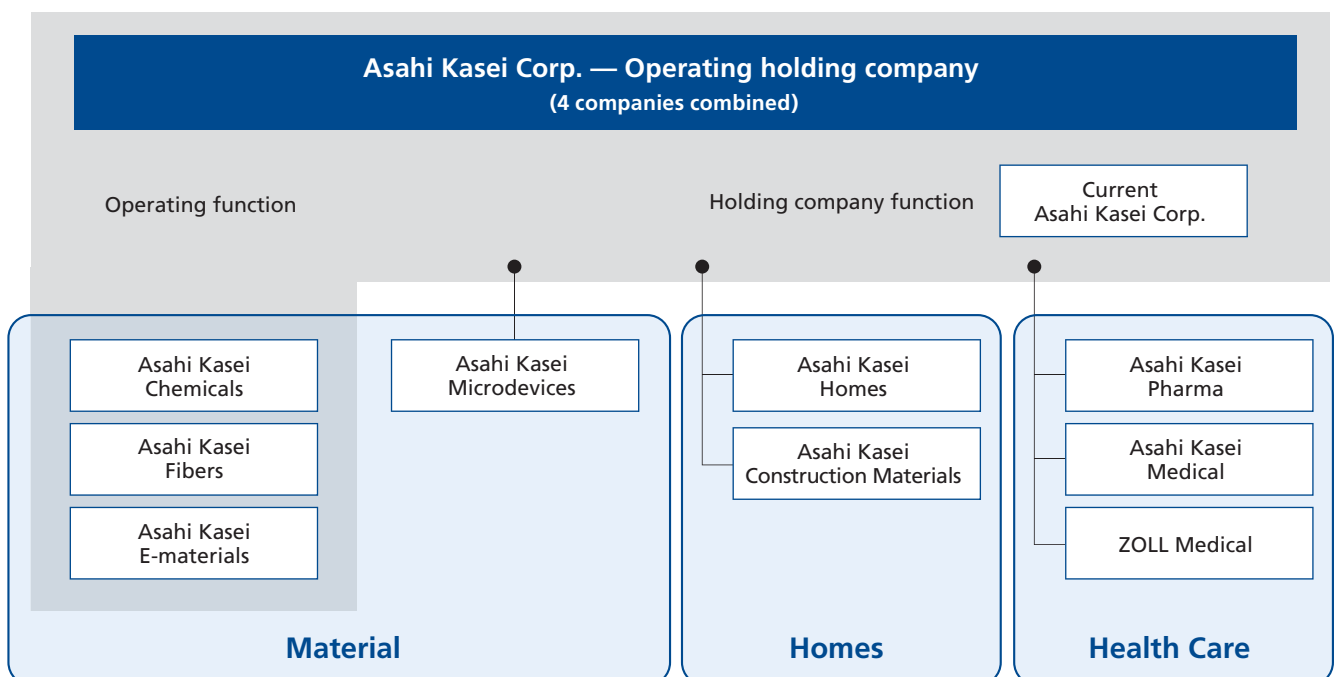 Asahi Kasei Corp. — Operating holding company
(4 companies combined)
Operating function
Holding company function
Current
Asahi Kasei Corp.
Asahi Kasei
Chemicals
Asahi Kasei
Fibers
Asahi Kasei
E-materials
Asahi Kasei
Microdevices
Material
Asahi Kasei
Homes
Asahi Kasei
Construction Materials
Homes
Asahi Kasei
Pharma
Asahi Kasei
Medical
ZOLL Medical
Health Care